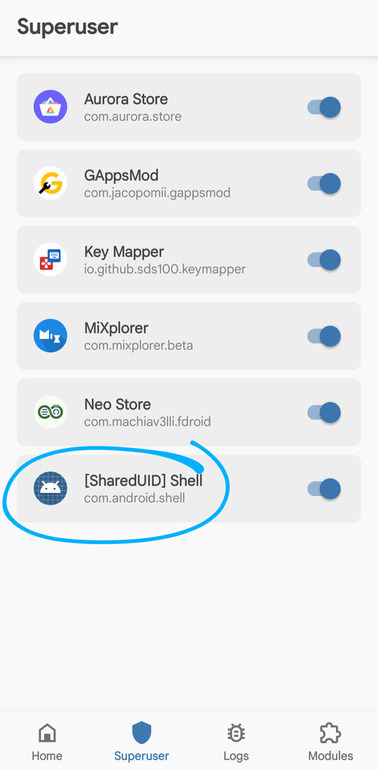 Superuser
Aurora Store
com.aurora.store
GAppsMod
com.jacopomii.gappsmod
Key Mapper
io.github.sds100.keymapper
MiXplorer
com.mixplorer.beta
Neo Store
com.machiav3lli.fdroid
[SharedUID] Shell
com.android.shell
Home
Superuser
Logs
Modules